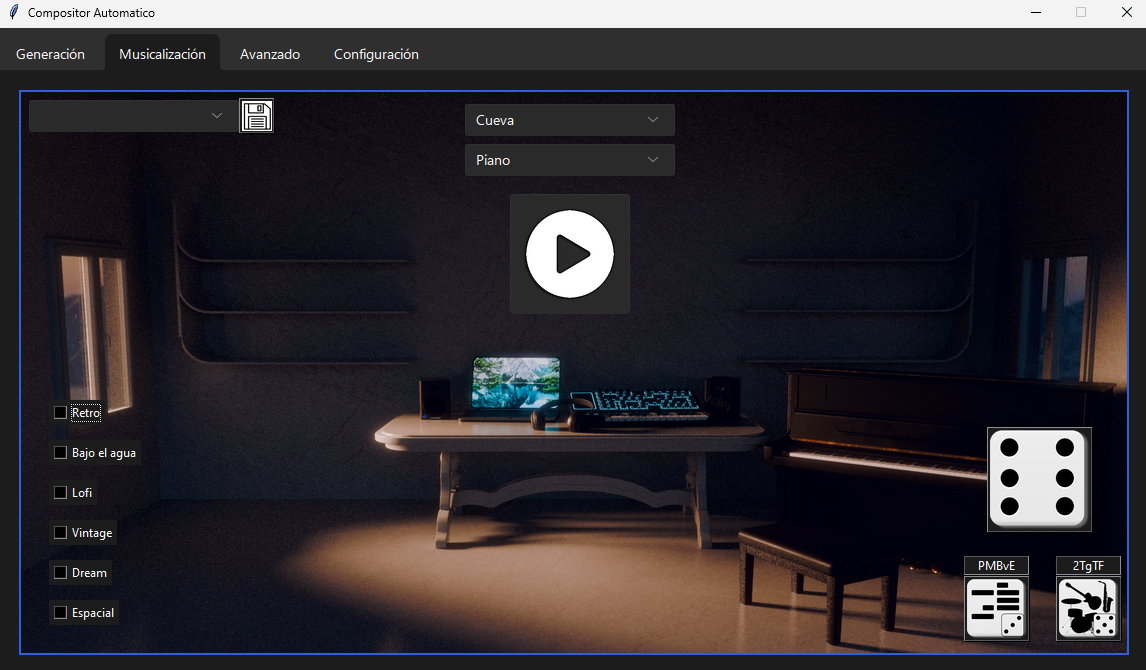 Compositor Automatico
Generación
Musicalización
Avanzado
Configuración
Cueva
Piano
Retro
Bajo el agua
Lofi
Vintage
Dream
Espacial
PMBvE
2TgTF